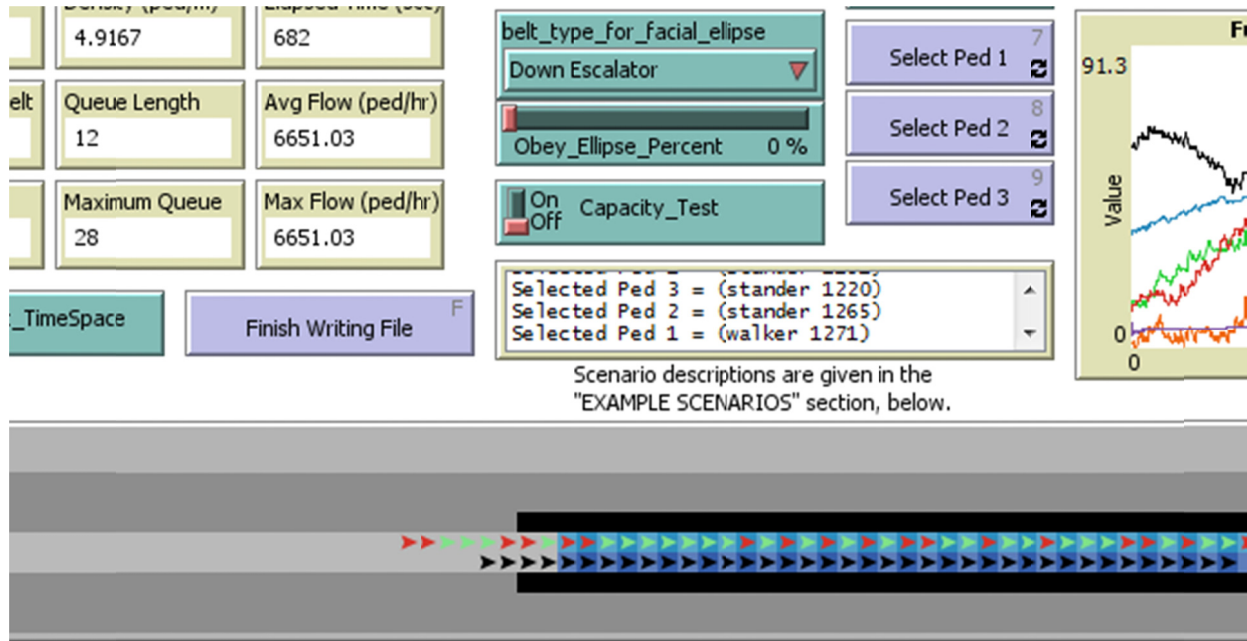 4.9167
682
elt
Queue Length
12
Avg Flow (ped/hr)
6651.03
Maximum Queue
28
Max Flow (ped/hr)
6651.03
_TimeSpace
Finish Writing File
F
belt_type_for_facial_elipse
Down Escalator
Obey_Ellipse_Percent 0 %
On
Off
Capacity_Test
Select Ped 1
7
Select Ped 2
8
Select Ped 3
9
Selected Ped 3 = (stander 1220)
Selected Ped 2 = (stander 1265)
Selected Ped 1 = (walker 1271)
Scenario descriptions are given in the
"EXAMPLE SCENARIOS" section, below.
Fu
91.3
Value
0
0